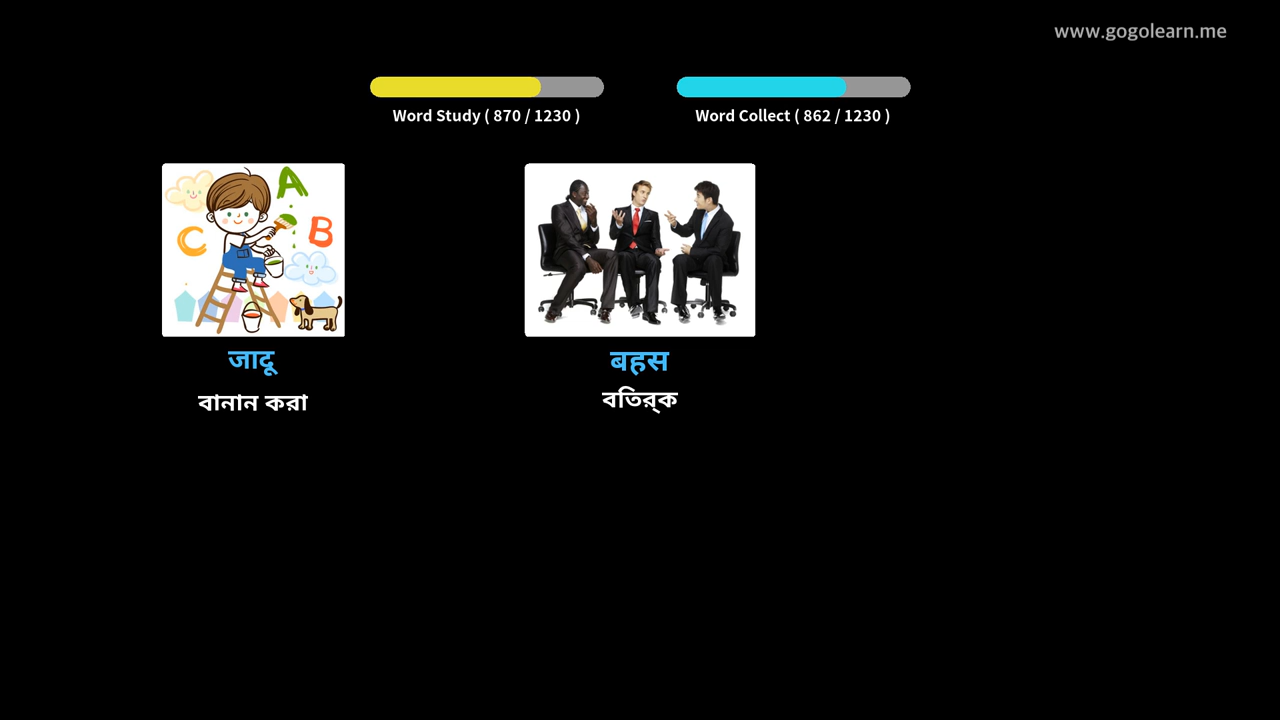 www.gogolearn.me
Word Study ( 870 / 1230 )
Word Collect ( 862 / 1230 )
A
B
C
जादू
बहस
বানান করা
বতির্ক